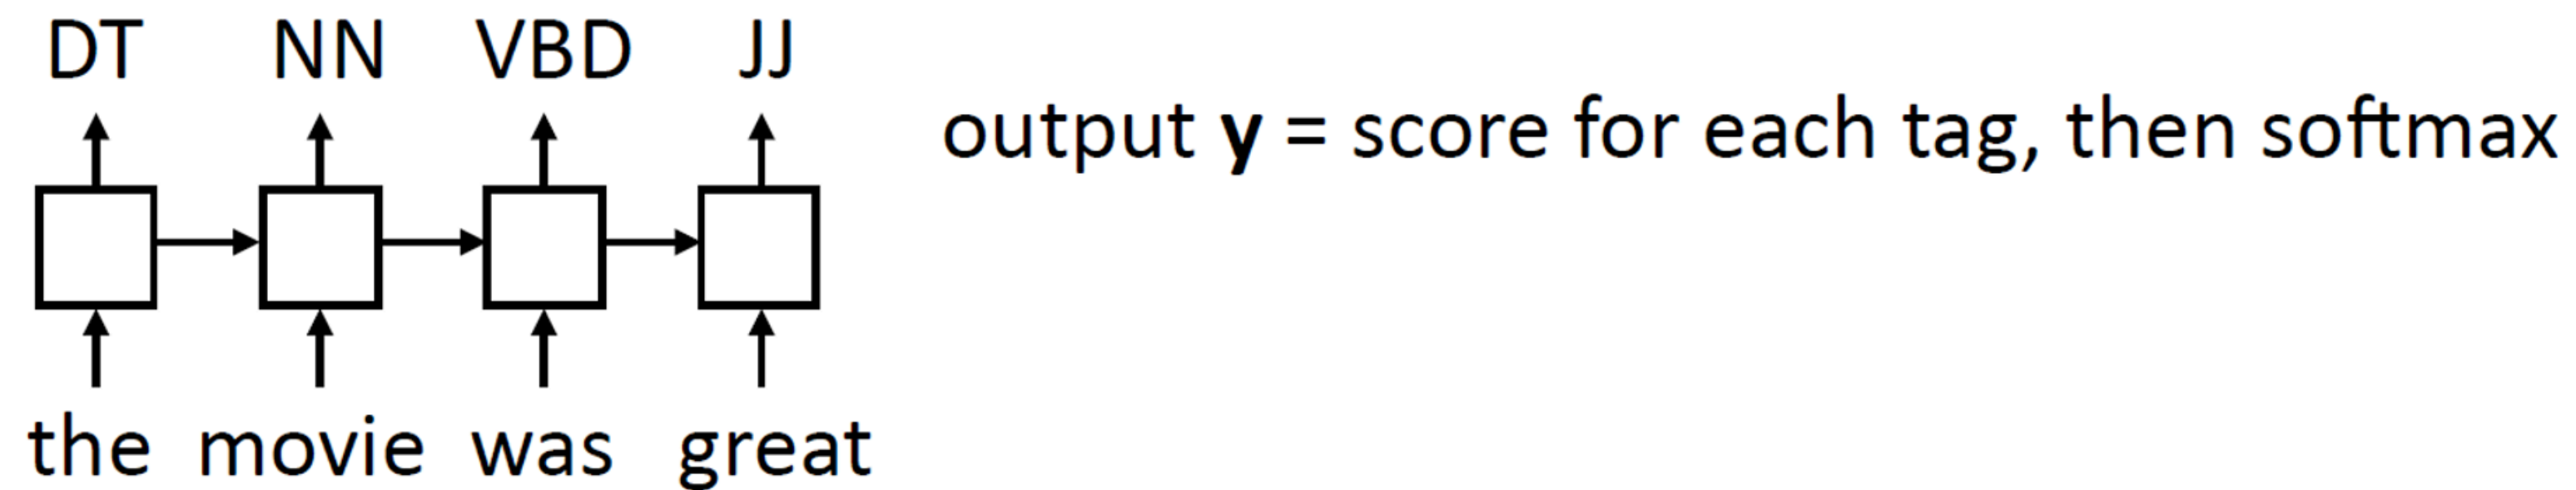 DT NN VBD JJ
output y = score for each tag, then softmax
the movie was great